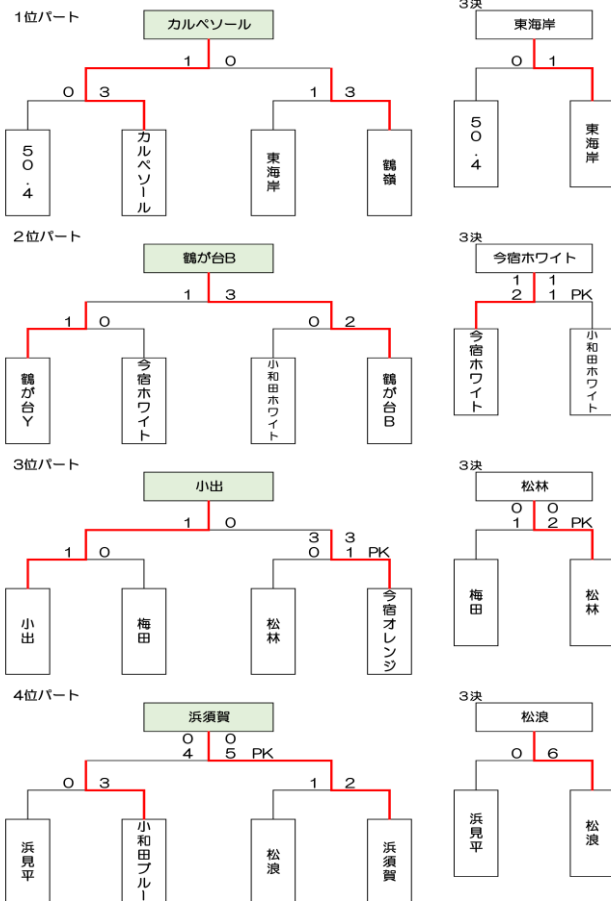 1位パート
3決
カルペソール
東海岸
1 0
0 1
0 3
1 3
50.4
カルペソール
東海岸
鶴嶺
50.4
東海岸
2位パート
3決
鶴が台B
今宿ホワイト
1 1
2 1 PK
1 3
1 0
0 2
鶴が台Y
今宿ホワイト
小和田ホワイト
鶴が台B
今宿ホワイト
小和田ホワイト
3位パート
3決
小出
松林
0 0
1 2 PK
1 0
1 0
3 3
0 1 PK
小出
梅田
松林
今宿オレンジ
梅田
松林
4位パート
3決
浜須賀
松浪
0 0
4 5 PK
0 6
0 3
1 2
浜見平
小和田ブルー
松浪
浜須賀
浜見平
松浪